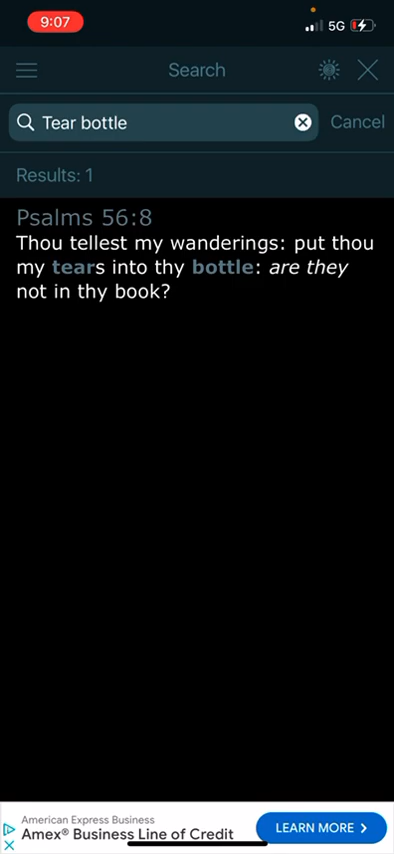 9:07
5G
Search
Tear bottle
Cancel
Results: 1
Psalms 56:8
Thou tellest my wanderings: put thou
my tears into thy bottle: are they
not in thy book?
American Express Business
Amex® Business Line of Credit
LEARN MORE